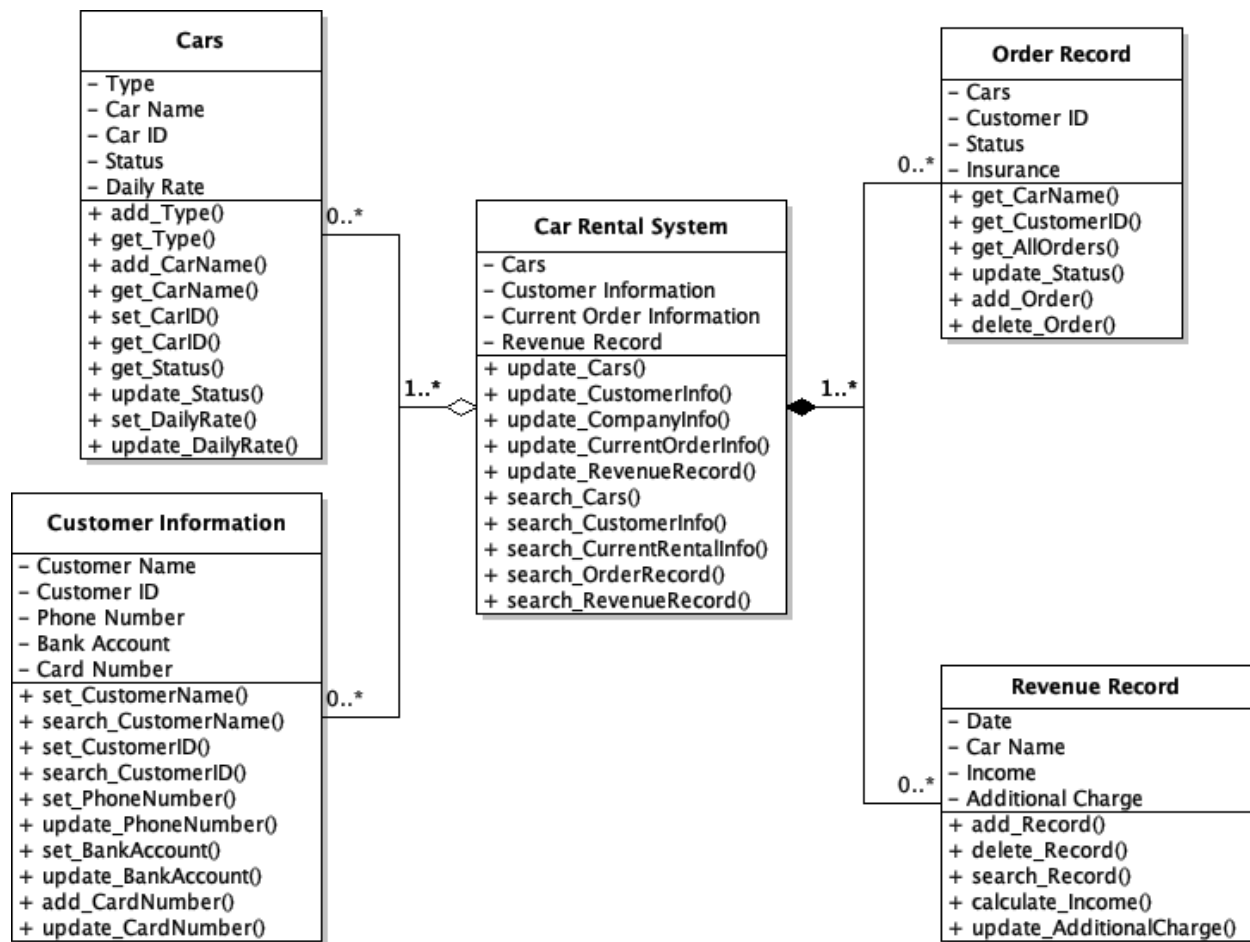 Cars
– Type
– Car Name
– Car ID
– Status
– Daily Rate
+ add_Type()
+ get_Type()
+ add_CarName()
+ get_CarName()
+ set_CarID()
+ get_CarID()
+ get_Status()
+ update_Status()
+ set_DailyRate()
+ update_DailyRate()
0..*
Customer Information
– Customer Name
– Customer ID
– Phone Number
– Bank Account
– Card Number
+ set_CustomerName()
+ search_CustomerName()
+ set_CustomerID()
+ search_CustomerID()
+ set_PhoneNumber()
+ update_PhoneNumber()
+ set_BankAccount()
+ update_BankAccount()
+ add_CardNumber()
+ update_CardNumber()
0..*
1..*
Car Rental System
– Cars
– Customer Information
– Current Order Information
– Revenue Record
+ update_Cars()
+ update_CustomerInfo()
+ update_CompanyInfo()
+ update_CurrentOrderInfo()
+ update_RevenueRecord()
+ search_Cars()
+ search_CustomerInfo()
+ search_CurrentRentalInfo()
+ search_OrderRecord()
+ search_RevenueRecord()
1..*
0..*
Order Record
– Cars
– Customer ID
– Status
– Insurance
+ get_CarName()
+ get_CustomerID()
+ get_AllOrders()
+ update_Status()
+ add_Order()
+ delete_Order()
0..*
Revenue Record
– Date
– Car Name
– Income
– Additional Charge
+ add_Record()
+ delete_Record()
+ search_Record()
+ calculate_Income()
+ update_AdditionalCharge()